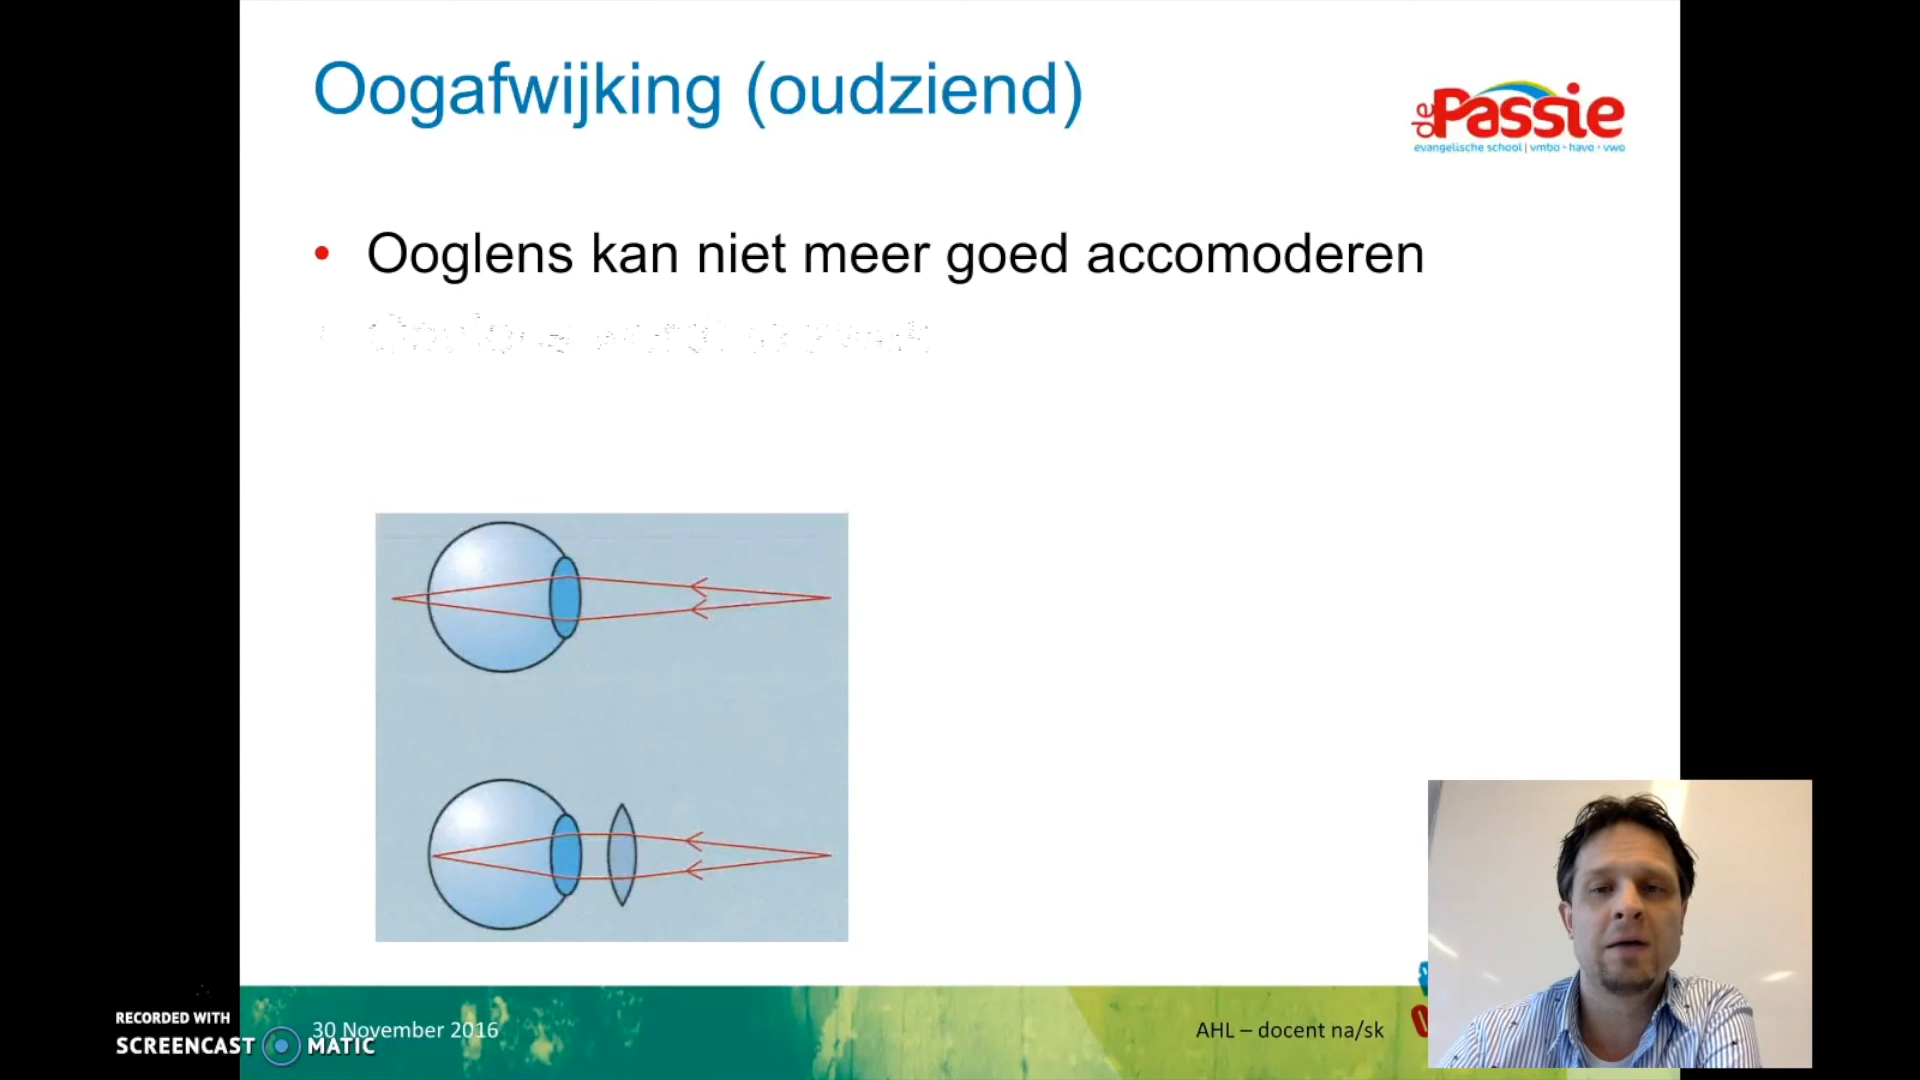 Oogafwijking (oudziend)
de Passie
evangelische school | vmbo • havo • vwo
• Ooglens kan niet meer goed accomoderen
30 November 2016
AHL – docent na/sk
RECORDED WITH
SCREENCAST MATIC